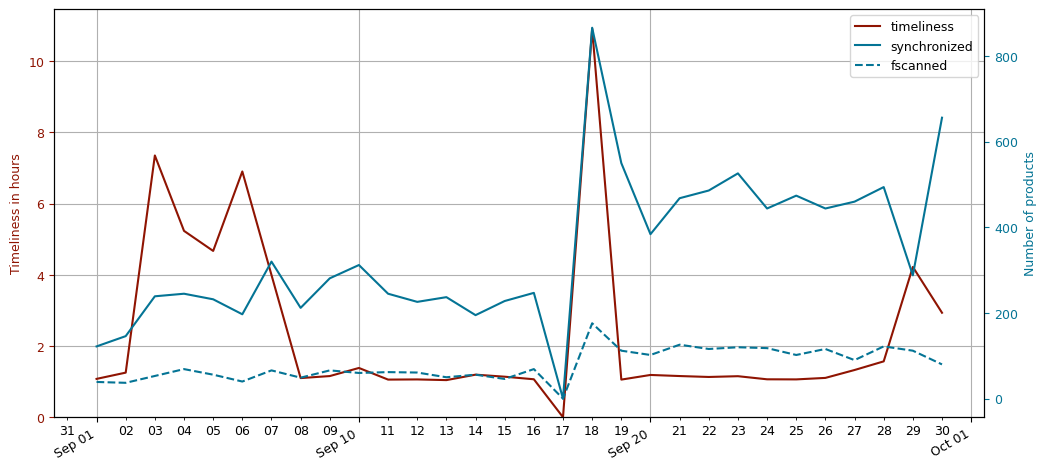 timeliness
synchronized
fscanned
10
8
6
4
2
0
Timeliness in hours
800
600
400
200
0
Number of products
31 02 03 04 05 06 07 08 09 11 12 13 14 15 16 17 18 19 21 22 23 24 25 26 27 28 29 30
Sep 01 Sep 10 Sep 20 Oct 01